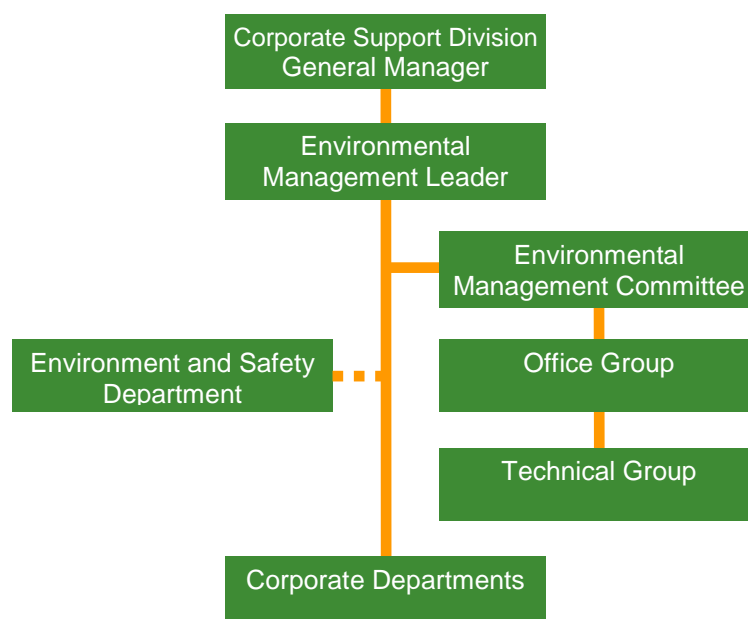 Corporate Support Division
General Manager
Environmental
Management Leader
Environmental
Management Committee
Environment and Safety
Department
Office Group
Technical Group
Corporate Departments